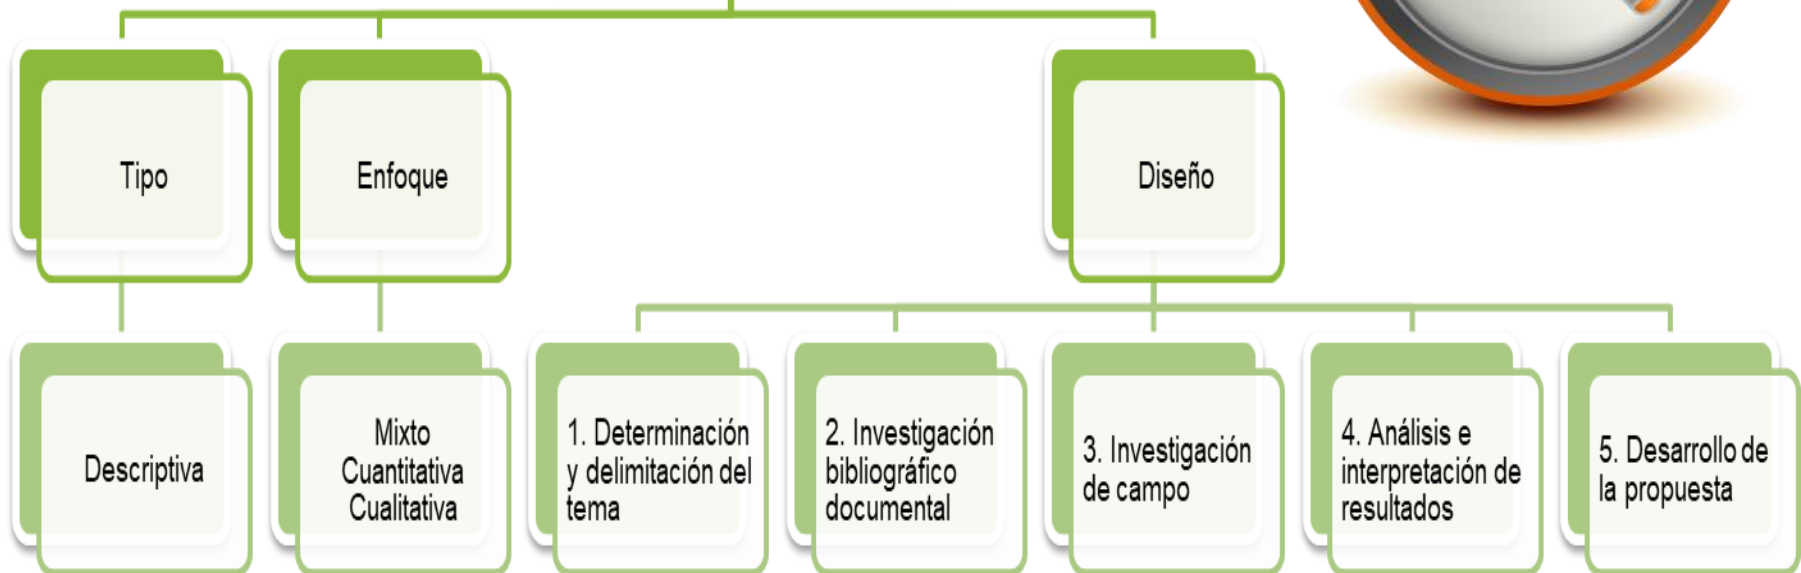 Tipo
Enfoque
Diseño
Descriptiva
Mixto
Cuantitativa
Cualitativa
1. Determinación
y delimitación del
tema
2. Investigación
bibliográfico
documental
3. Investigación
de campo
4. Análisis e
interpretación de
resultados
5. Desarrollo de
la propuesta